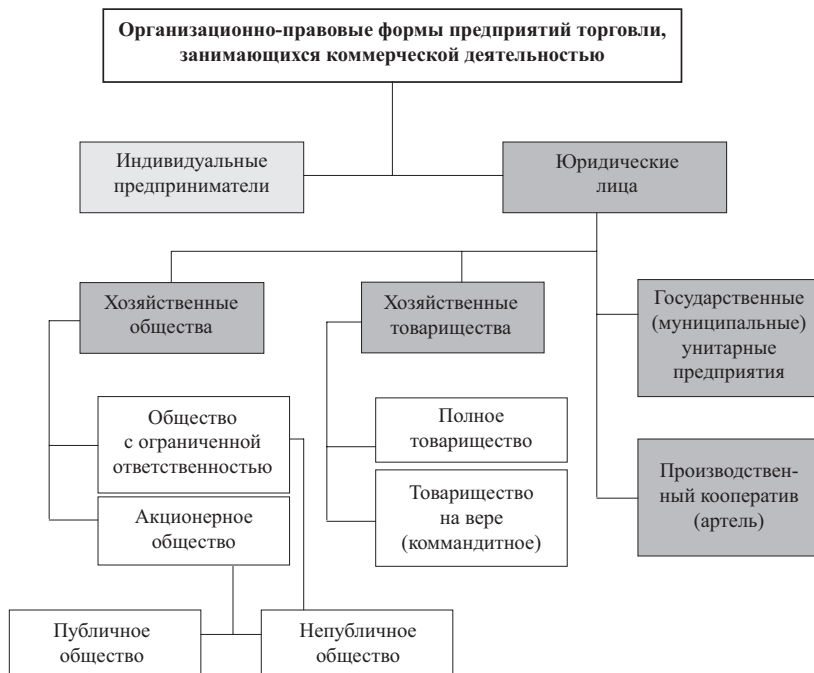 Организационно-правовые формы предприятий торговли,
занимающихся коммерческой деятельностью
Индивидуальные
предприниматели
Юридические
лица
Хозяйственные
общества
Хозяйственные
товарищества
Государственные
(муниципальные)
унитарные
предприятия
Общество
с ограниченной
ответственностью
Полное
товарищество
Производствен-
ный кооператив
(артель)
Акционерное
общество
Товарищество
на вере
(коммандитное)
Публичное
общество
Непубличное
общество